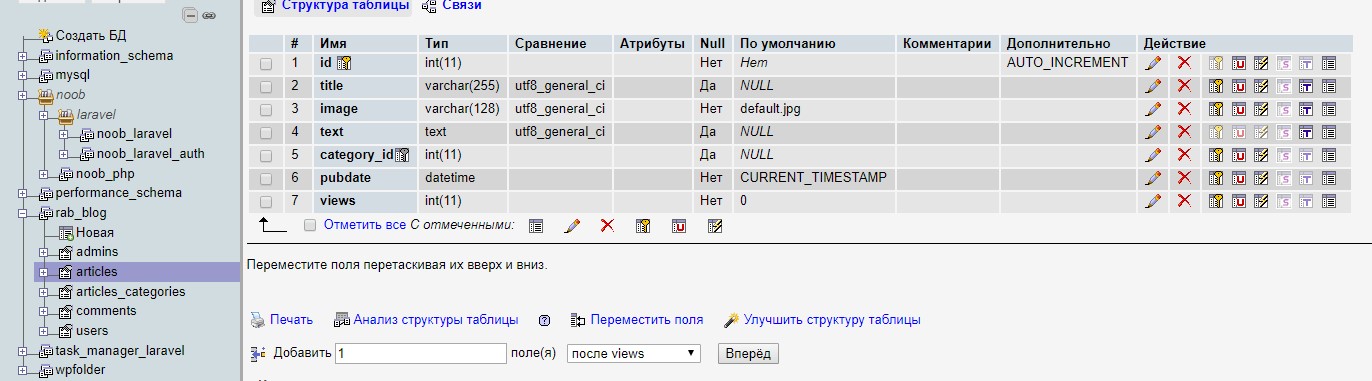 Структура таблицы Связи
Создать БД
information_schema
mysql
noob
laravel
noob_laravel
noob_laravel_auth
noob_php
performance_schema
rab_blog
Новая
admins
articles
articles_categories
comments
users
task_manager_laravel
wpfolder
# Имя Тип Сравнение Атрибуты Null По умолчанию Комментарии Дополнительно Действие
1 id int(11) Нет Нет AUTO_INCREMENT
2 title varchar(255) utf8_general_ci Да NULL
3 image varchar(128) utf8_general_ci Нет default.jpg
4 text text utf8_general_ci Да NULL
5 category_id int(11) Да NULL
6 pubdate datetime Нет CURRENT_TIMESTAMP
7 views int(11) Нет 0
Отметить все С отмеченными:
Переместите поля перетаскивая их вверх и вниз.
Печать Анализ структуры таблицы Переместить поля Улучшить структуру таблицы
Добавить 1 поле(я) после views Вперёд